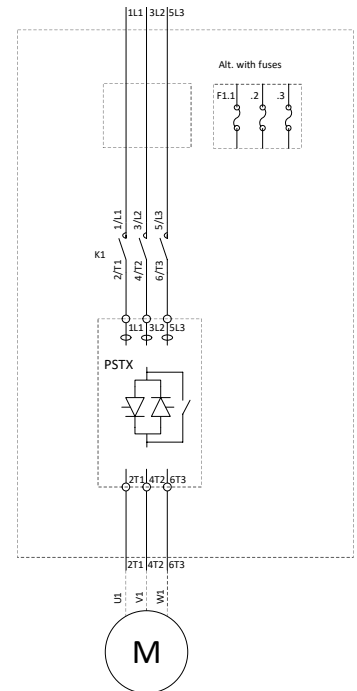 1L1 3L2 5L3
Alt. with fuses
F1.1 .2 .3
1/L1 3/L2 5/L3
K1
2/T1 4/T2 6/T3
1L1 3L2 5L3
PSTX
2T1 4T2 6T3
2T1 4T2 6T3
U1 V1 W1
M